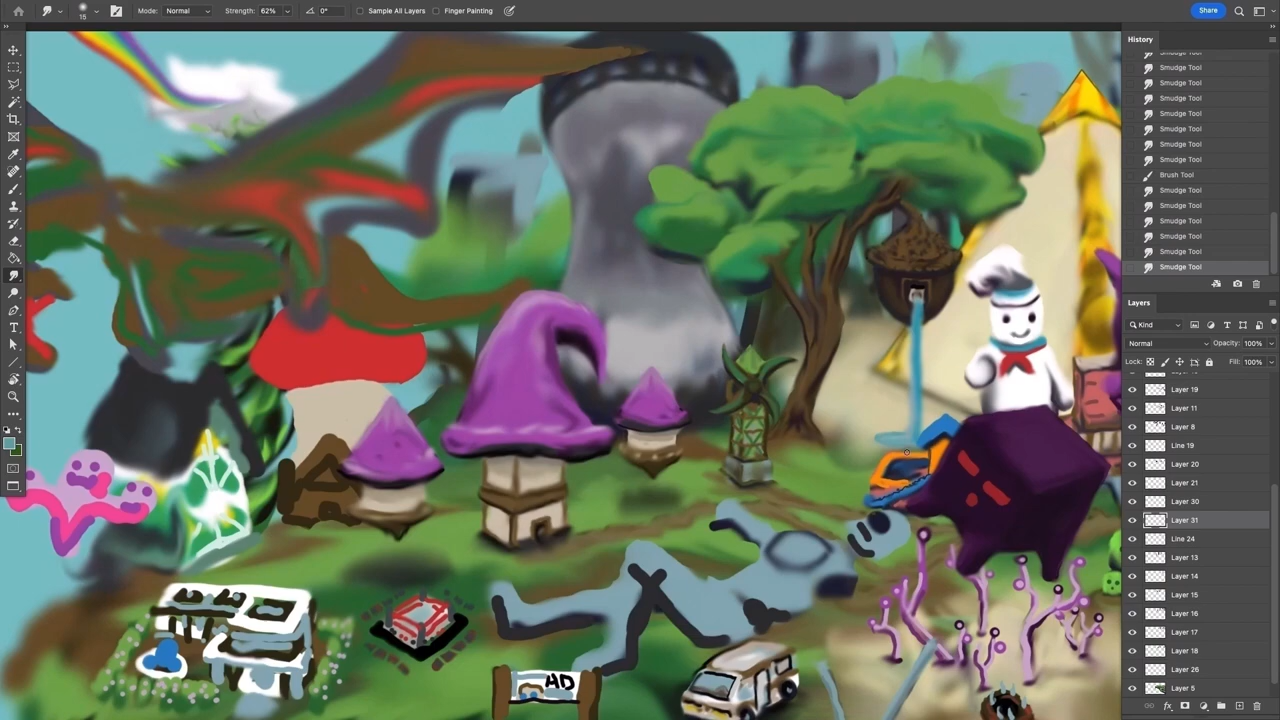 15
Mode: Normal
Strength: 62%
0°
Sample All Layers
Finger Painting
Share
History
Smudge Tool
Smudge Tool
Smudge Tool
Smudge Tool
Smudge Tool
Smudge Tool
Smudge Tool
Smudge Tool
Brush Tool
Smudge Tool
Smudge Tool
Smudge Tool
Smudge Tool
Smudge Tool
Smudge Tool
Layers
Kind
Normal
Opacity: 100%
Lock:
Fill: 100%
Layer 19
Layer 11
Layer 8
Line 19
Layer 20
Layer 21
Layer 30
Layer 31
Line 24
Layer 13
Layer 14
Layer 15
Layer 16
Layer 17
Layer 18
Layer 26
Layer 5
AD